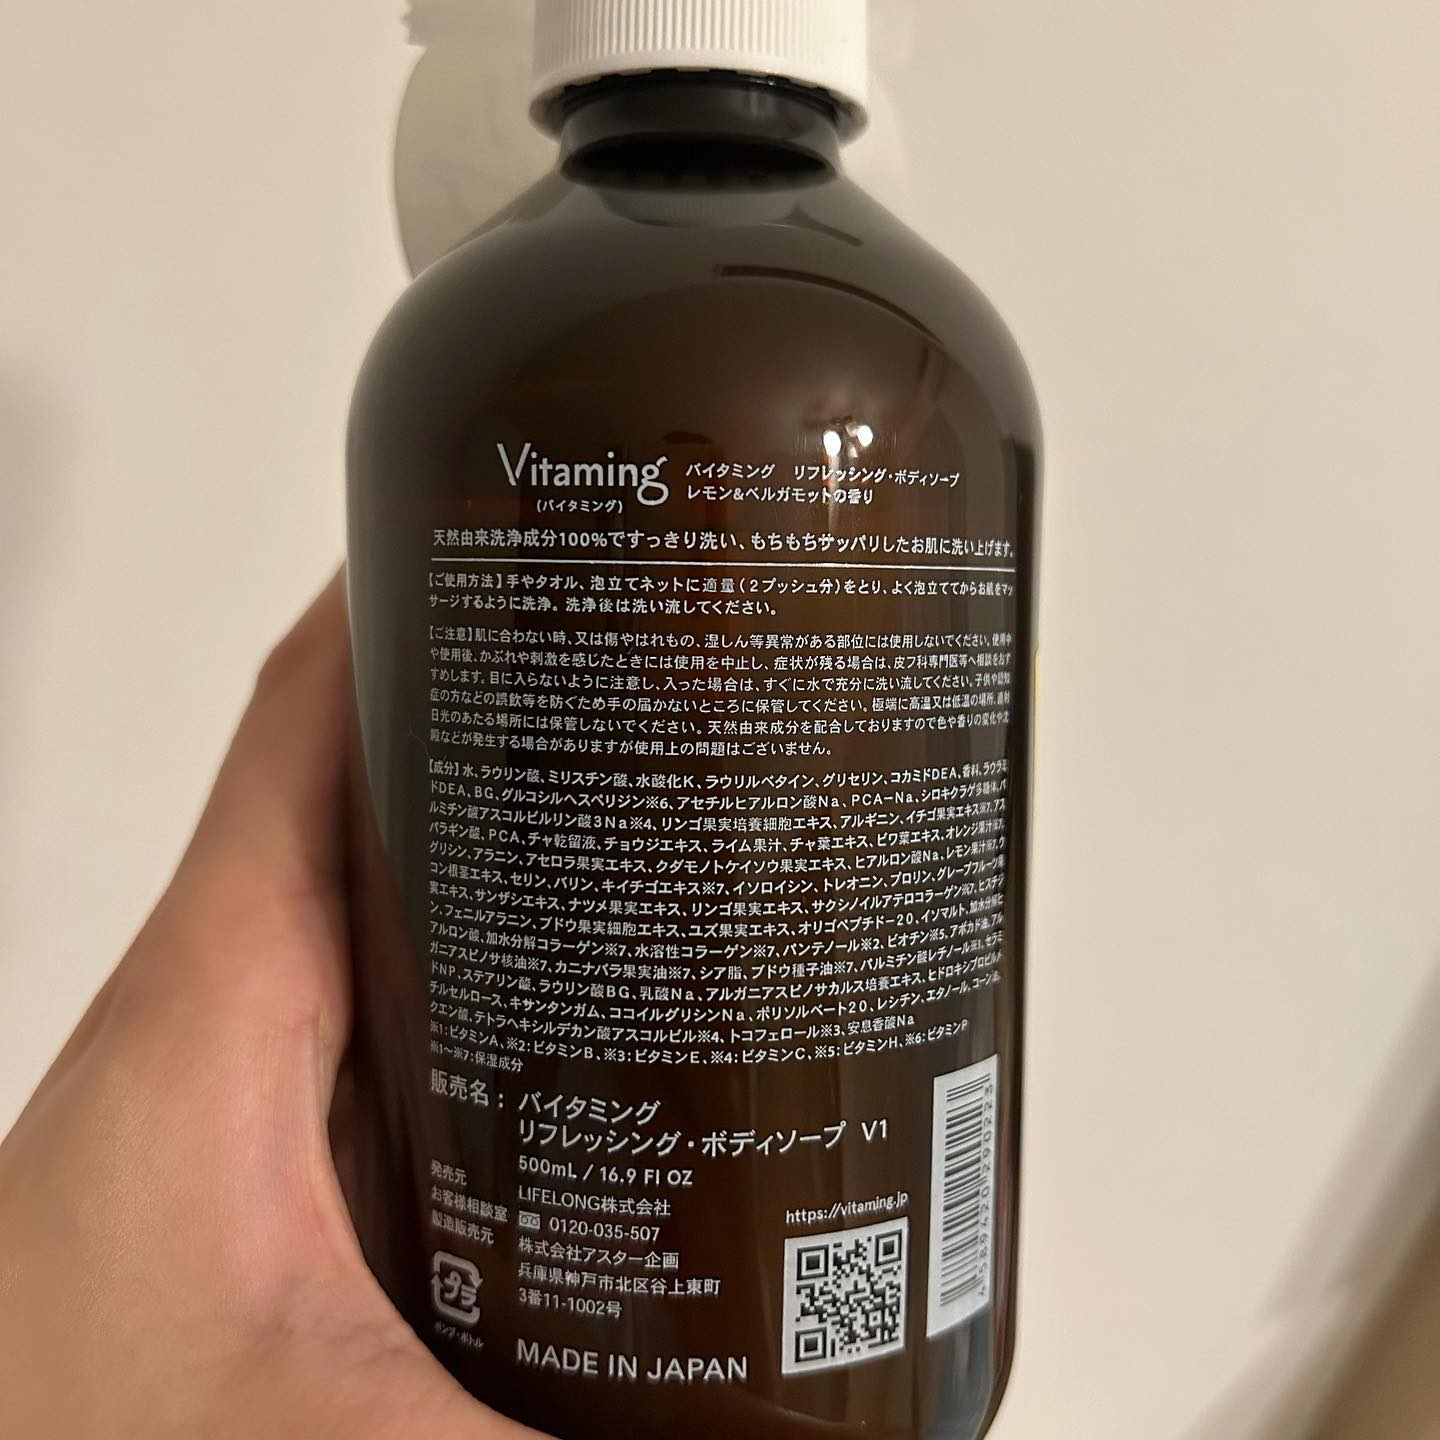 Vitaming
(バイタミング)
バイタミング リフレッシング・ボディソープ
レモン&ベルガモットの香り
天然由来洗浄成分100%ですっきり洗い、もちもちサッパリしたお肌に洗い上げます。
【ご使用方法】手やタオル、泡立てネットに適量(2プッシュ分)をとり、よく泡立ててからお肌をマッ
サージするように洗浄。洗浄後は洗い流してください。
【ご注意】肌に合わない時、又は傷やはれもの、湿しん等異常がある部位には使用しないでください。使用中
や使用後、かぶれや刺激を感じたときには使用を中止し、症状が残る場合は、皮フ科専門医等へ相談をおす
すめします。目に入らないように注意し、入った場合は、すぐに水で充分に洗い流してください。子供や認知
症の方などの誤飲等を防ぐため手の届かないところに保管してください。極端に高温又は低温の場所、直射
日光のあたる場所には保管しないでください。天然由来成分を配合しておりますので色や香りの変化や沈
殿などが発生する場合がありますが使用上の問題はございません。
【成分】水、ラウリン酸、ミリスチン酸、水酸化K、ラウリルベタイン、グリセリン、コカミドDEA、香料、ラウラミ
ドDEA、BG、グルコシルヘスペリジン※6、アセチルヒアルロン酸Na、PCA-Na、シロキクラゲ多糖体、パ
ルミチン酸アスコルビルリン酸3Na※4、リンゴ果実培養細胞エキス、アルギニン、イチゴ果実エキス※7、アス
パラギン酸、PCA、チャ乾留液、チョウジエキス、ライム果汁、チャ葉エキス、ビワ葉エキス、オレンジ果汁※7、
グリシン、アラニン、アセロラ果実エキス、クダモノトケイソウ果実エキス、ヒアルロン酸Na、レモン果汁※7、ウ
コン根茎エキス、セリン、バリン、キイチゴエキス※7、イソロイシン、トレオニン、プロリン、グレープフルーツ果
実エキス、サンザシエキス、ナツメ果実エキス、リンゴ果実エキス、サクシノイルアテロコラーゲン※7、ヒスチジ
ン、フェニルアラニン、ブドウ果実細胞エキス、ユズ果実エキス、オリゴペプチド-20、イソマルト、加水分解ヒ
アルロン酸、加水分解コラーゲン※7、水溶性コラーゲン※7、パンテノール※2、ビオチン※5、アボカド油、アル
ガニアスピノサ核油※7、カニナバラ果実油※7、シア脂、ブドウ種子油※7、パルミチン酸レチノール※1、セラミ
ドNP、ステアリン酸、ラウリン酸BG、乳酸Na、アルガニアスピノサカルス培養エキス、ヒドロキシプロピルメ
チルセルロース、キサンタンガム、ココイルグリシンNa、ポリソルベート20、レシチン、エタノール、コーン油、
クエン酸、テトラヘキシルデカン酸アスコルビル※4、トコフェロール※3、安息香酸Na
※1:ビタミンA、※2:ビタミンB、※3:ビタミンE、※4:ビタミンC、※5:ビタミンH、※6:ビタミンP
※1~※7:保湿成分
販売名: バイタミング
リフレッシング・ボディソープ V1
500mL / 16.9 Fl OZ
発売元 LIFELONG株式会社
お客様相談室 0120-035-507
製造販売元 株式会社アスター企画
兵庫県神戸市北区谷上東町
3番11-1002号
プラ
ポンプ・ボトル
MADE IN JAPAN
https://vitaming.jp
4589420290223